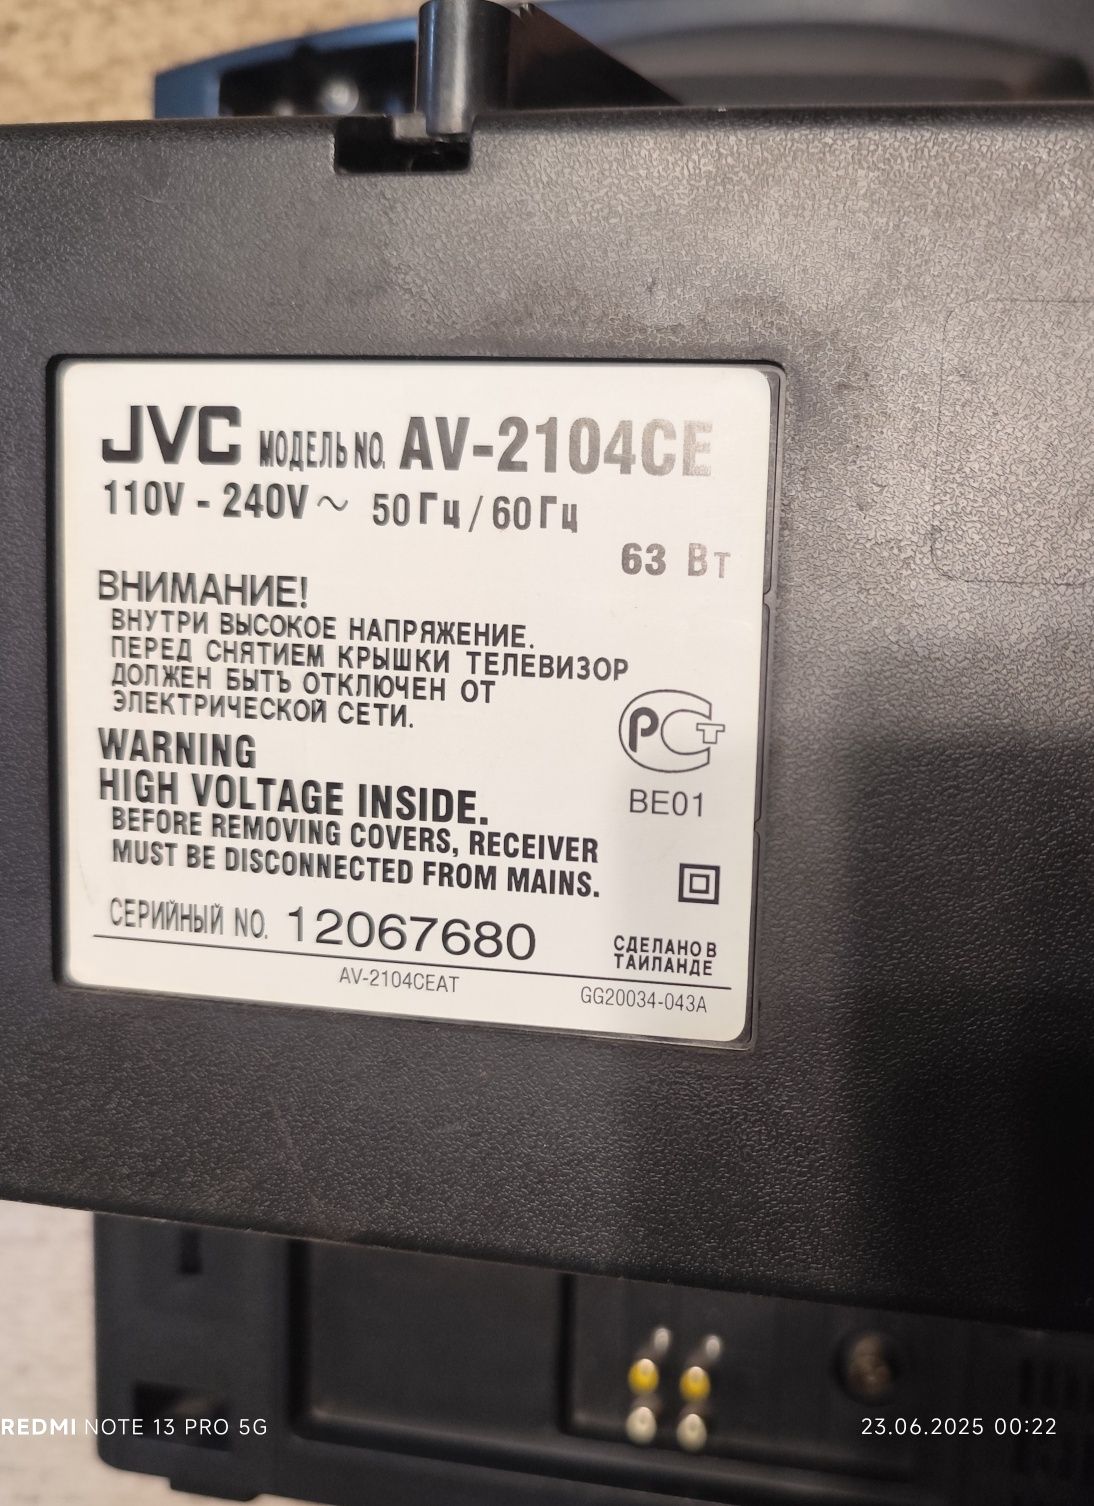 JVC МОДЕЛЬ NO. AV-2104CE
110V - 240V ~ 50 Гц / 60 Гц
63 Вт
ВНИМАНИЕ!
ВНУТРИ ВЫСОКОЕ НАПРЯЖЕНИЕ.
ПЕРЕД СНЯТИЕМ КРЫШКИ ТЕЛЕВИЗОР
ДОЛЖЕН БЫТЬ ОТКЛЮЧЕН ОТ
ЭЛЕКТРИЧЕСКОЙ СЕТИ.
WARNING
HIGH VOLTAGE INSIDE.
BEFORE REMOVING COVERS, RECEIVER
MUST BE DISCONNECTED FROM MAINS.
РСТ
BE01
СЕРИЙНЫЙ NO. 12067680
СДЕЛАНО В
ТАИЛАНДЕ
AV-2104CEAT
GG20034-043A
REDMI NOTE 13 PRO 5G
23.06.2025 00:22